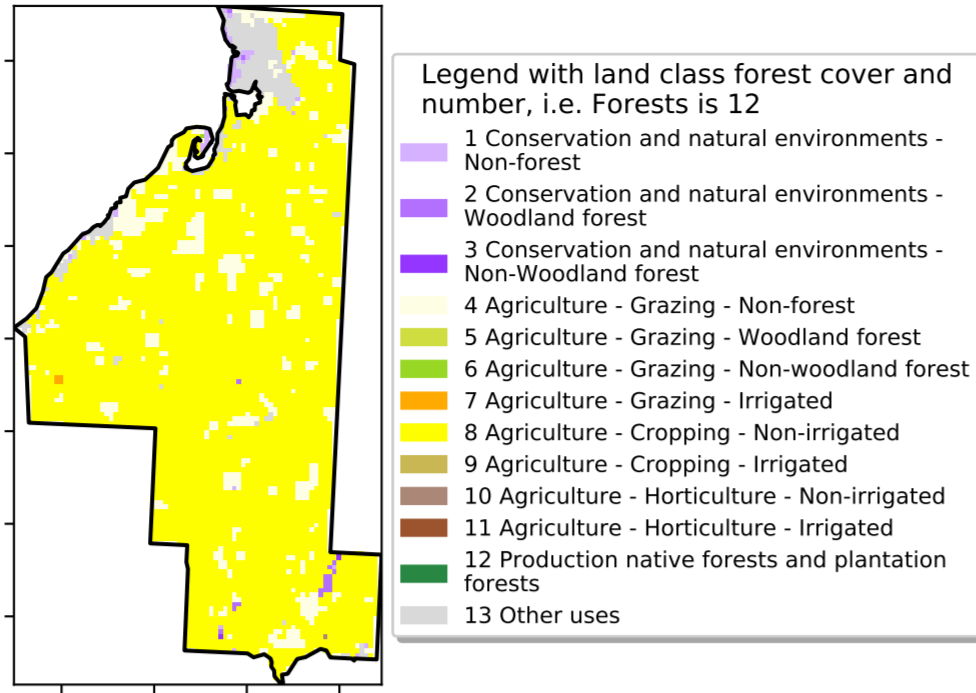 Legend with land class forest cover and
number, i.e. Forests is 12
1 Conservation and natural environments -
Non-forest
2 Conservation and natural environments -
Woodland forest
3 Conservation and natural environments -
Non-Woodland forest
4 Agriculture - Grazing - Non-forest
5 Agriculture - Grazing - Woodland forest
6 Agriculture - Grazing - Non-woodland forest
7 Agriculture - Grazing - Irrigated
8 Agriculture - Cropping - Non-irrigated
9 Agriculture - Cropping - Irrigated
10 Agriculture - Horticulture - Non-irrigated
11 Agriculture - Horticulture - Irrigated
12 Production native forests and plantation
forests
13 Other uses